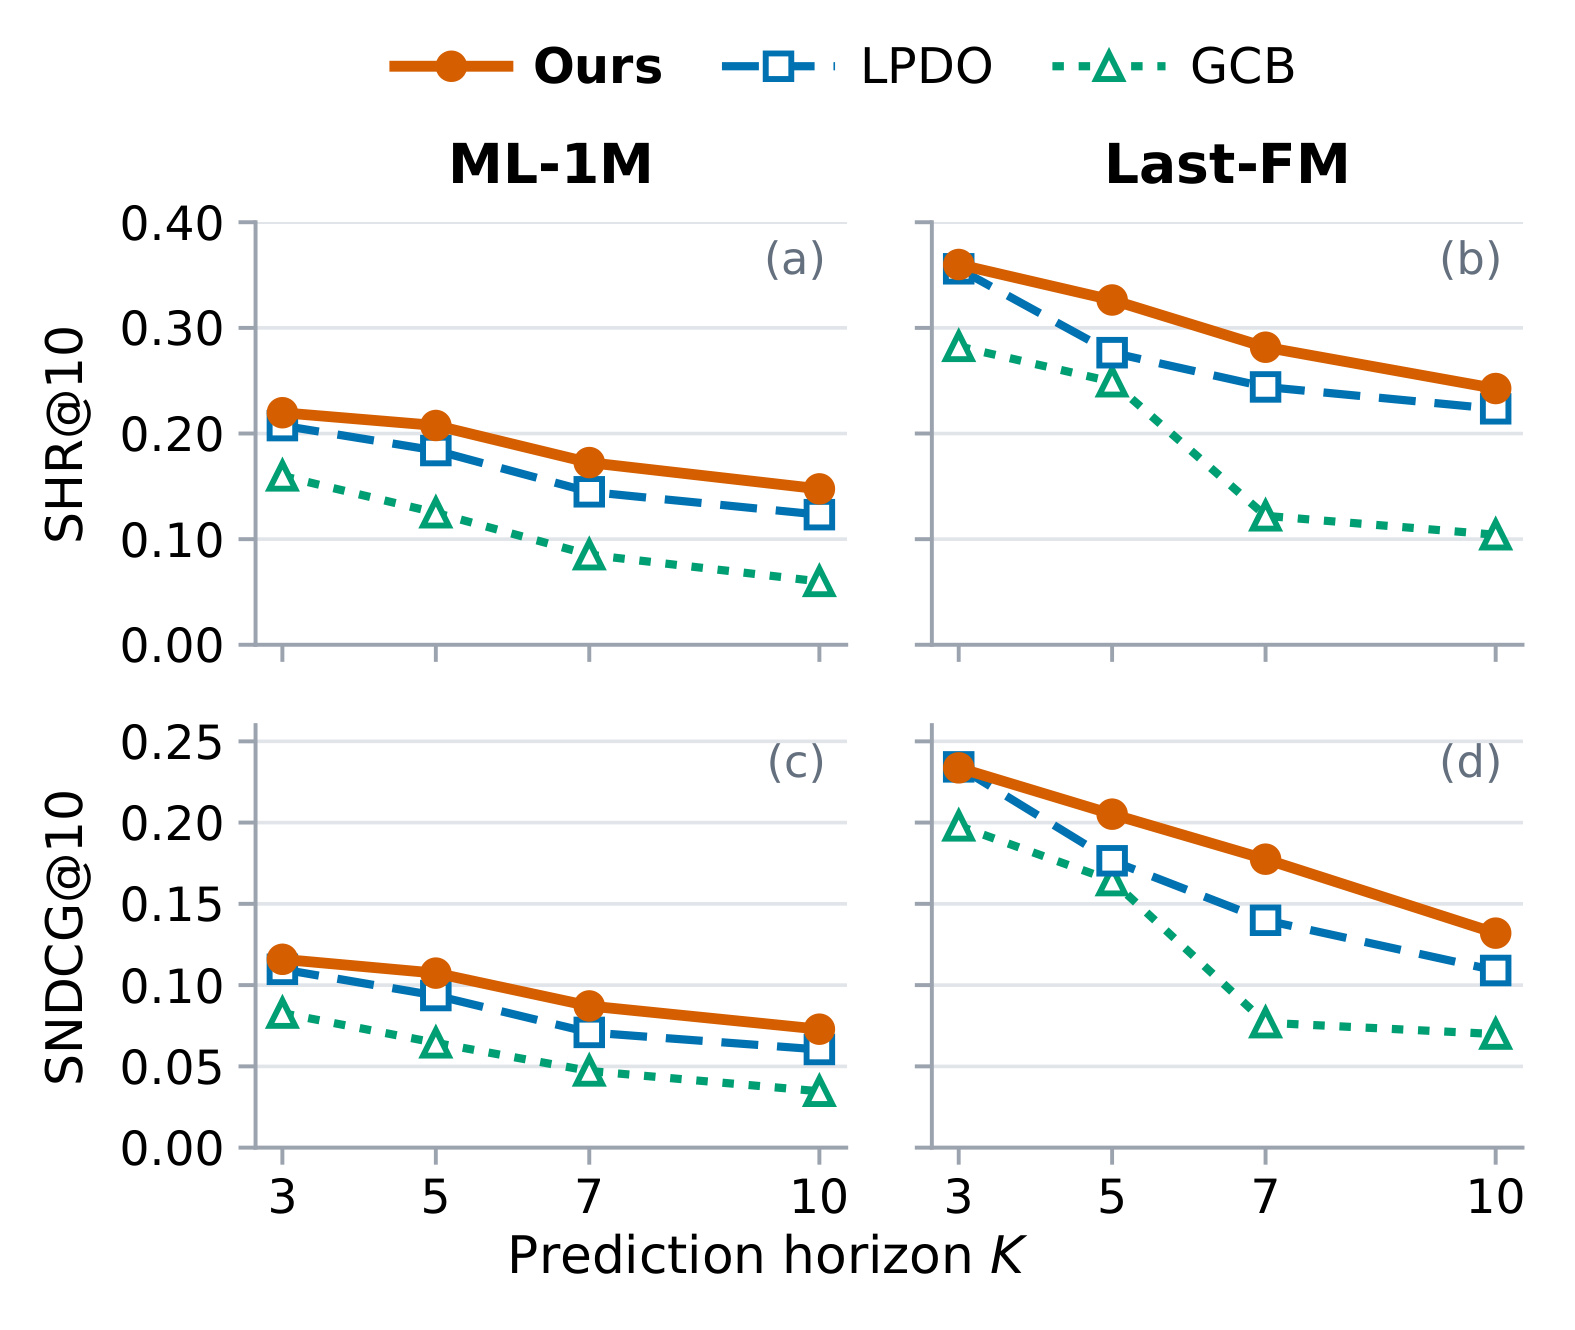 Ours LPDO GCB
ML-1M Last-FM
SHR@10
0.40
0.30
0.20
0.10
0.00
(a)
(b)
SNDCG@10
0.25
0.20
0.15
0.10
0.05
0.00
(c)
(d)
3 5 7 10 3 5 7 10
Prediction horizon K